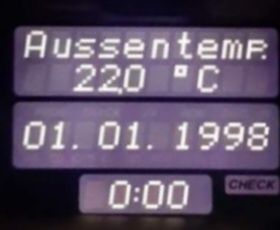 Aussentemp.
22,0 °C
01. 01. 1998
0:00
CHECK